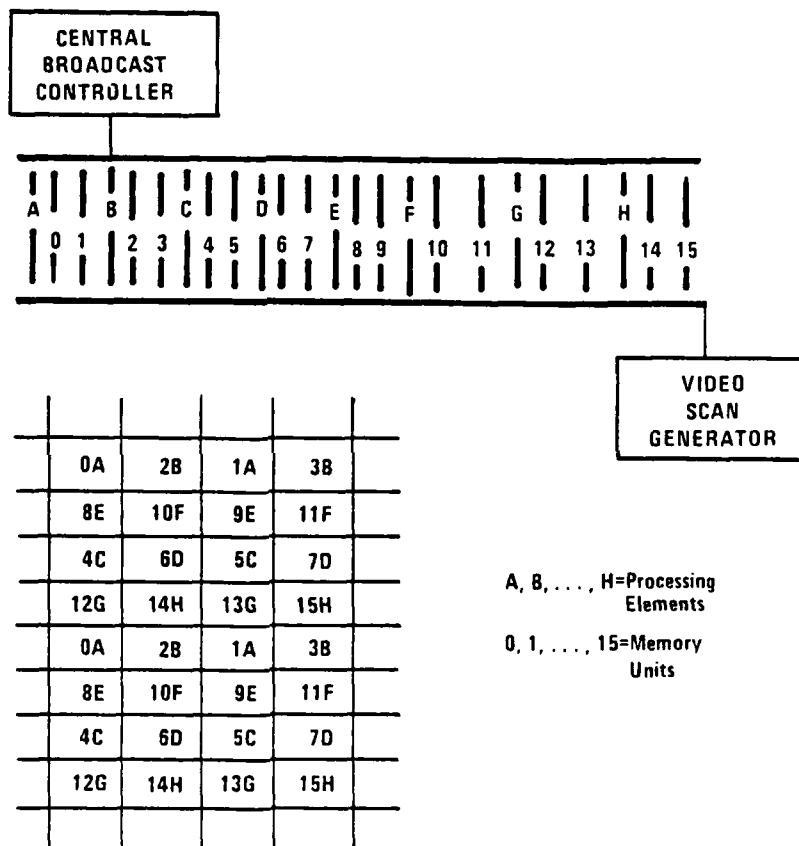 CENTRAL
BROADCAST
CONTROLLER
A B C D E F G H
0 1 2 3 4 5 6 7 8 9 10 11 12 13 14 15
VIDEO
SCAN
GENERATOR
0A 2B 1A 3B
8E 10F 9E 11F
4C 6D 5C 7D
12G 14H 13G 15H
0A 2B 1A 3B
8E 10F 9E 11F
4C 6D 5C 7D
12G 14H 13G 15H
A, B, . . . , H=Processing
Elements
0, 1, . . . , 15=Memory
Units